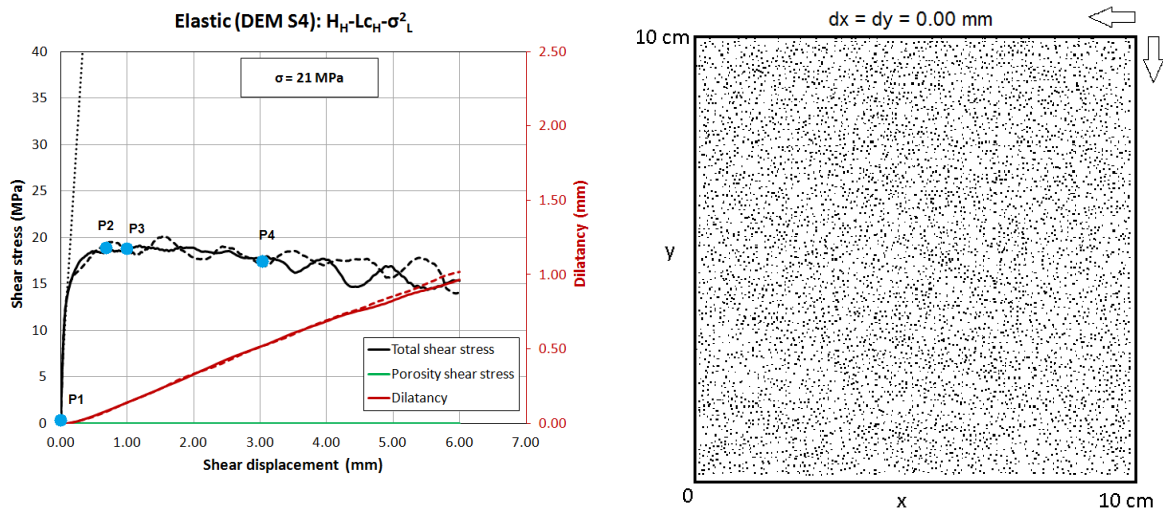 Elastic (DEM S4): H_H-Lc_H-σ²_L
σ = 21 MPa
Shear stress (MPa)
40
35
30
25
20
15
10
5
0
P1
P2
P3
P4
Total shear stress
Porosity shear stress
Dilatancy
0.00 1.00 2.00 3.00 4.00 5.00 6.00 7.00
Shear displacement (mm)
2.50
2.00
1.50
1.00
0.50
0.00
Dilatancy (mm)
dx = dy = 0.00 mm
10 cm
y
0
x
10 cm